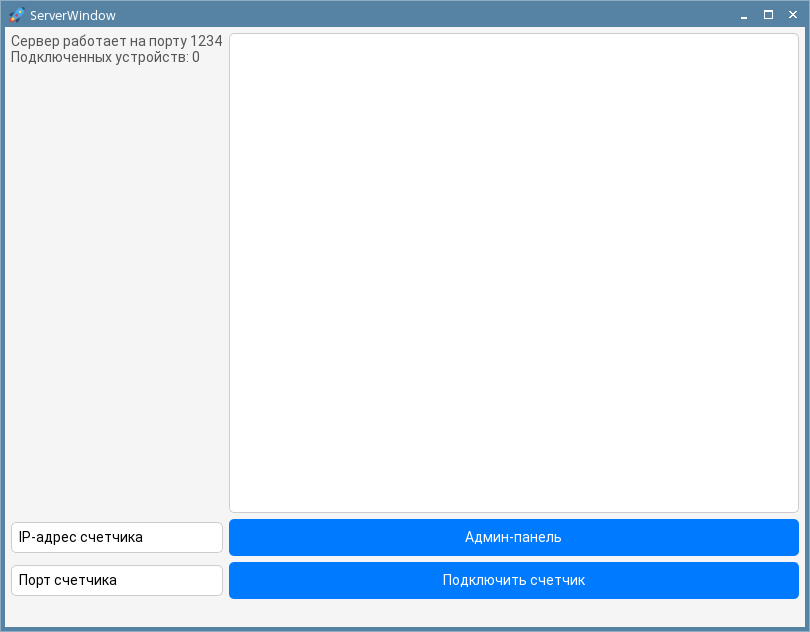 ServerWindow
Сервер работает на порту 1234
Подключенных устройств: 0
IP-адрес счетчика
Админ-панель
Порт счетчика
Подключить счетчик